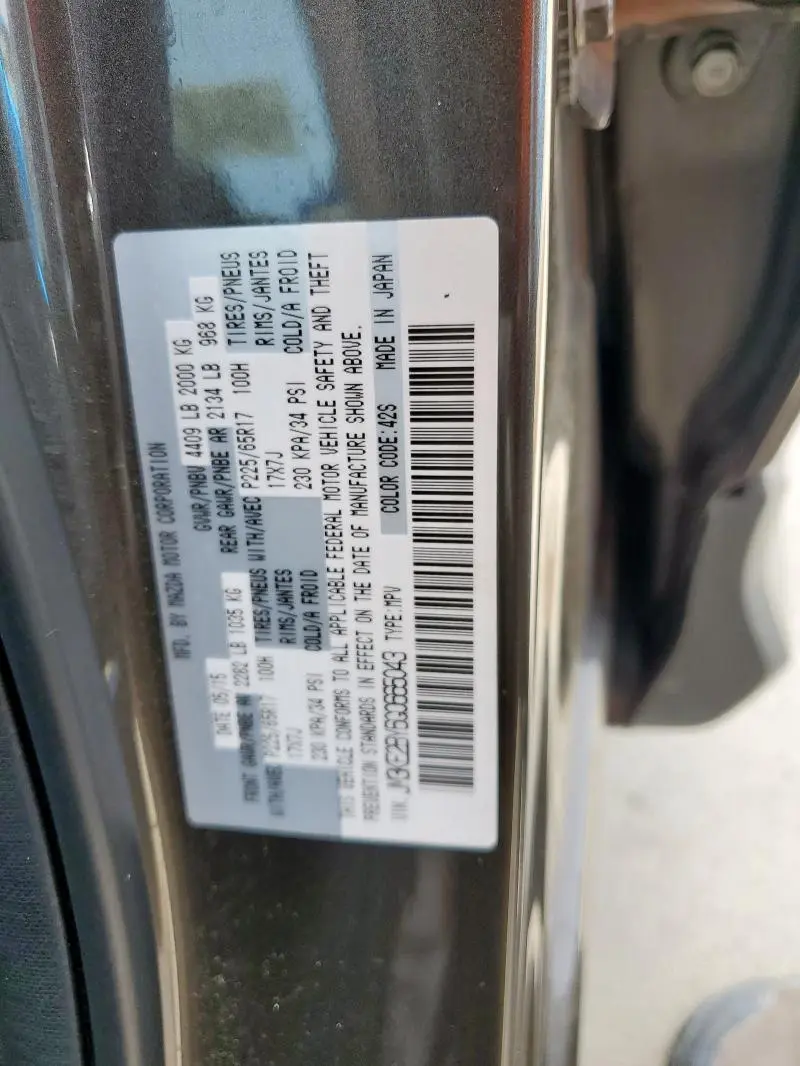 MFD. BY MAZDA MOTOR CORPORATION
DATE GVWR/PNBV 4409 LB 2000 KG
FRONT GAWR/PNBE AV 2282 LB 1035 KG REAR GAWR/PNBE AR 2134 LB 968 KG
WITH/AVEC P225/65R17 100H TIRES/PNEUS WITH/AVEC P225/65R17 100H TIRES/PNEUS
17X7J RIMS/JANTES 17X7J RIMS/JANTES
230 KPA/34 PSI COLD/A FROID 230 KPA/34 PSI COLD/A FROID
THIS VEHICLE CONFORMS TO ALL APPLICABLE FEDERAL MOTOR VEHICLE SAFETY AND THEFT
PREVENTION STANDARDS IN EFFECT ON THE DATE OF MANUFACTURE SHOWN ABOVE.
VIN: TYPE:MPV COLOR CODE:42S MADE IN JAPAN